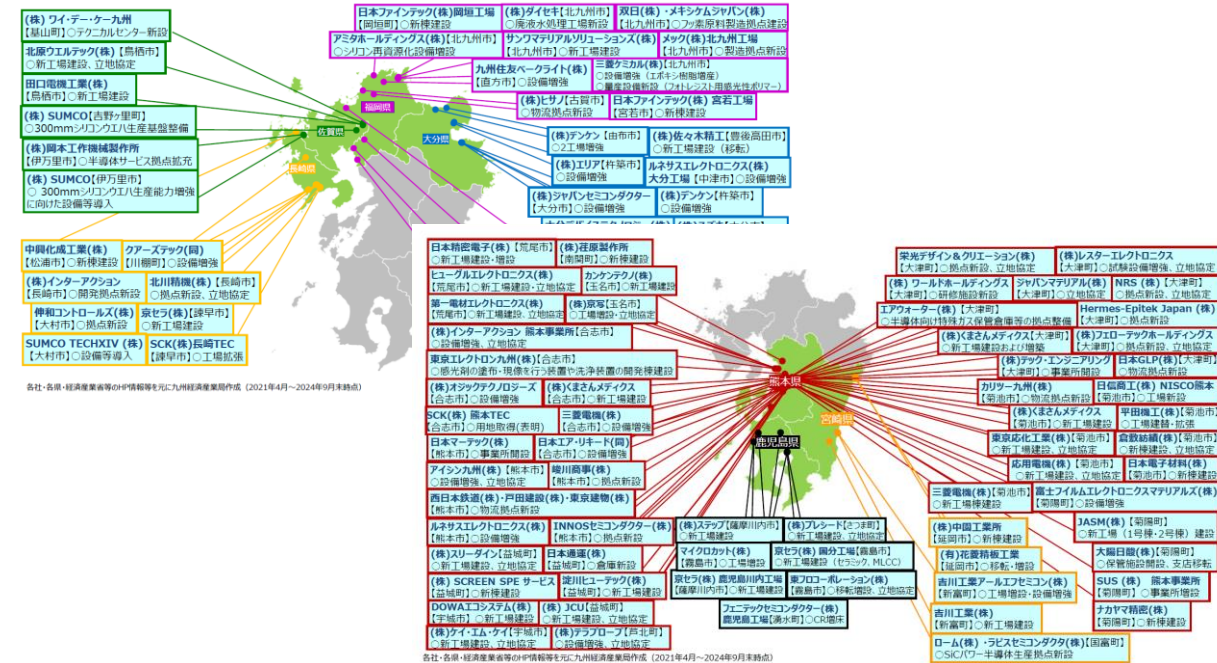 (株) ワイ・デー・ケー九州
【基山町】○テクニカルセンター新設
北原ウエルテック(株)【鳥栖市】
○新工場建設、立地協定
田口電機工業(株)
【鳥栖市】○新工場建設
(株) SUMCO【吉野ヶ里町】
○300mmシリコンウエハ生産基盤整備
(株)岡本工作機械製作所
【伊万里市】○半導体サービス拠点拡充
(株) SUMCO【伊万里市】
○ 300mmシリコンウエハ生産能力増強
に向けた設備等導入
日本ファインテック(株)岡垣工場
【岡垣町】○新棟建設
(株)ダイセキ【北九州市】
○廃液水処理工場新設
双日(株)・メキシケムジャパン(株)
【北九州市】○フッ素原料製造拠点建設
アミタホールディングス(株)【北九州市】
○シリコン再資源化設備増設
サンワマテリアルソリューションズ(株)
【北九州市】○新工場建設
メック(株)北九州工場
【北九州市】○製造拠点新設
九州住友ベークライト(株)
【直方市】○設備増強
三菱ケミカル(株)【北九州市】
○設備増強(エポキシ樹脂増産)
○量産設備新設(フォトレジスト用感光性ポリマー)
(株)ヒサノ【古賀市】
○物流拠点新設
日本ファインテック(株) 宮若工場
【宮若市】○新棟建設
福岡県
佐賀県
長崎県
大分県
(株)デンケン【由布市】
○2工場増強
(株)佐々木精工【豊後高田市】
○新工場建設(移転)
(株)エリア【杵築市】
○設備増強
ルネサスエレクトロニクス(株)
大分工場【中津市】○設備増強
(株)ジャパンセミコンダクター
【大分市】○設備増強
(株)デンケン【杵築市】
○設備増強
中興化成工業(株)
【松浦市】○新工場建設
クアーズテック(同)
【川棚町】○設備増強
(株)インターアクション
【長崎市】○開発拠点新設
北川精機(株)【長崎市】
○拠点新設、立地協定
伸和コントロールズ(株)
【大村市】○拠点新設
京セラ(株)【諫早市】
○新工場建設
SUMCO TECHXIV (株)
【大村市】○設備等導入
SCK(株)長崎TEC
【諫早市】○工場拡張
各社・各県・経済産業省等のHP情報等を元に九州経済産業局作成(2021年4月~2024年9月末時点)
日本精密電子(株)【荒尾市】
○新工場建設・増設
(株)荏原製作所
【南関町】○新棟建設
ヒューグルエレクトロニクス(株)
【荒尾市】○新工場建設・立地協定
カンケンテクノ(株)
【玉名市】○新工場建設
第一電材エレクトロニクス(株)
【荒尾市】○新工場建設、立地協定
(株)京写【玉名市】
○工場増設・立地協定
(株)インターアクション 熊本事業所【合志市】
○設備増強、立地協定
東京エレクトロン九州(株)【合志市】
○感光剤の塗布・現像を行う装置や洗浄装置の開発棟建設
(株)オジックテクノロジーズ
【合志市】○設備増強
(株)くまさんメディクス
【合志市】○新工場建設
SCK(株) 熊本TEC
【合志市】○用地取得(表明)
三菱電機(株)
【合志市】○設備増強
日本マーテック(株)
【熊本市】○事業所開設
日本エア・リキード(同)
【合志市】○設備増強
アイシン九州(株)【熊本市】
○設備増強、立地協定
峻川商事(株)
【熊本市】○拠点新設
西日本鉄道(株)・戸田建設(株)・東京建物(株)
【熊本市】○物流拠点新設
ルネサスエレクトロニクス(株)
【熊本市】○設備増強
INNOSセミコンダクター(株)
【熊本市】○拠点新設
(株)スリーダイン【益城町】
○新工場建設、立地協定
日本通運(株)
【益城町】○倉庫新設
(株) SCREEN SPE サービス
【益城町】○新棟建設
淀川ヒューテック(株)
【益城町】○新工場建設
DOWAエコシステム(株)
【宇城市】○新工場建設
(株) JCU【益城町】
○新工場建設、立地協定
(株)ケイ・エム・ケイ【宇城市】
○新工場建設、立地協定
(株)テラプローブ【芦北町】
○設備増強、立地協定
熊本県
宮崎県
鹿児島県
栄光デザイン&クリエーション(株)
【大津町】○拠点新設、立地協定
(株)レスターエレクトロニクス
【大津町】○試験設備増強、立地協定
(株) ワールドホールディングス
【大津町】○研修施設新設
ジャパンマテリアル(株)
【大津町】○立地協定
NRS (株)【大津町】
○拠点新設、立地協定
エアウォーター(株)【大津町】
○半導体向け特殊ガス保管倉庫等の拠点整備
Hermes-Epitek Japan (株)
【大津町】○拠点新設
(株)くまさんメディクス【大津町】
○新工場建設および増築
(株)フェローテックホールディングス
【大津町】○拠点新設、立地協定
(株)テック・エンジニアリング
【大津町】○事業所開設
日本GLP(株)【大津町】
○物流拠点新設
カリツー九州(株)
【菊池市】○物流拠点新設
日信商工(株) NISCO熊本
【菊池市】○工場新設
(株)くまさんメディクス
【菊池市】○新工場建設
平田機工(株)【菊池市】
○工場建替・拡張
東京応化工業(株)【菊池市】
○新工場建設、立地協定
倉敷紡績(株)【菊池市】
○新工場建設、立地協定
応用電機(株)【菊池市】
○新工場建設、立地協定
日本電子材料(株)
【菊池市】○新棟建設
三菱電機(株)【菊池市】
○新工場棟建設
富士フイルムエレクトロニクスマテリアルズ(株)
【菊陽町】○設備増強
JASM(株)【菊陽町】
○新工場(1号棟・2号棟)建設
大陽日酸(株)【菊陽町】
○保管施設開設、支店移転
SUS (株) 熊本事業所
【菊陽町】○事業所増設
ナカヤマ精密(株)
【菊陽町】○新棟建設
(株)中園工業所
【延岡市】○新棟建設
(有)花菱精板工業
【延岡市】○移転・増設
吉川工業アールエフセミコン(株)
【新富町】○工場増設・設備増強
吉川工業(株)
【新富町】○新工場建設
ローム(株)・ラピスセミコンダクタ(株)【国富町】
○SiCパワー半導体生産拠点新設
(株)ステップ【薩摩川内市】
○新工場建設、立地協定
(株)プレシード【さつま町】
○新工場建設、立地協定
マイクロカット(株)
【霧島市】○工場増設
京セラ(株) 国分工場【霧島市】
○新工場建設(セラミック、MLCC)
京セラ(株) 鹿児島川内工場
【薩摩川内市】○新工場建設
東フロコーポレーション(株)
【霧島市】○移転増設、立地協定
フェニテックセミコンダクター(株)
鹿児島工場【湧水町】○CR増床
各社・各県・経済産業省等のHP情報等を元に九州経済産業局作成(2021年4月~2024年9月末時点)